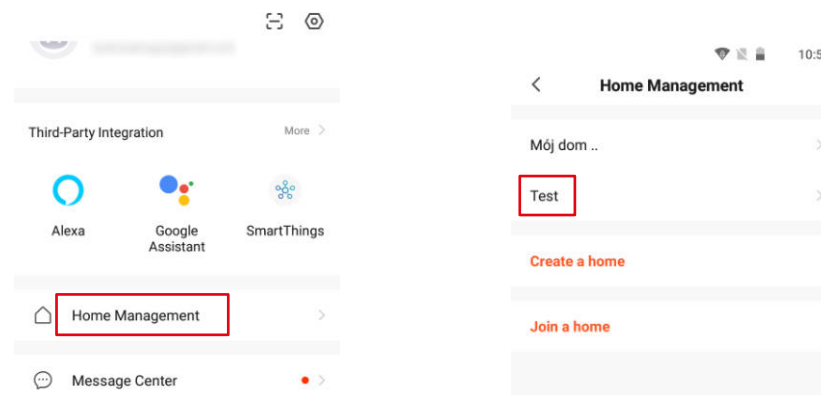 Third-Party Integration
More
Alexa
Google
Assistant
SmartThings
Home Management
Message Center
10:5
Home Management
Mój dom ..
Test
Create a home
Join a home